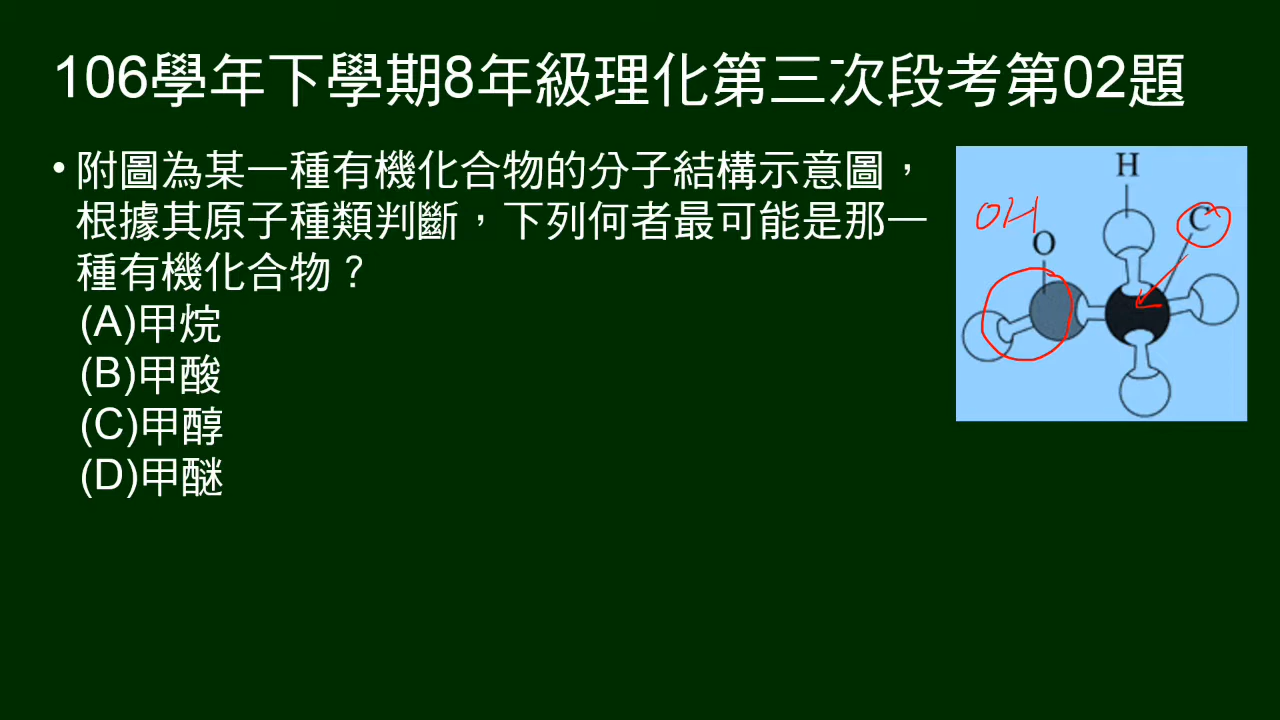 106學年下學期8年級理化第三次段考第02題
•附圖為某一種有機化合物的分子結構示意圖，
根據其原子種類判斷，下列何者最可能是那一
種有機化合物？
(A)甲烷
(B)甲酸
(C)甲醇
(D)甲醚
H
OH
C
O